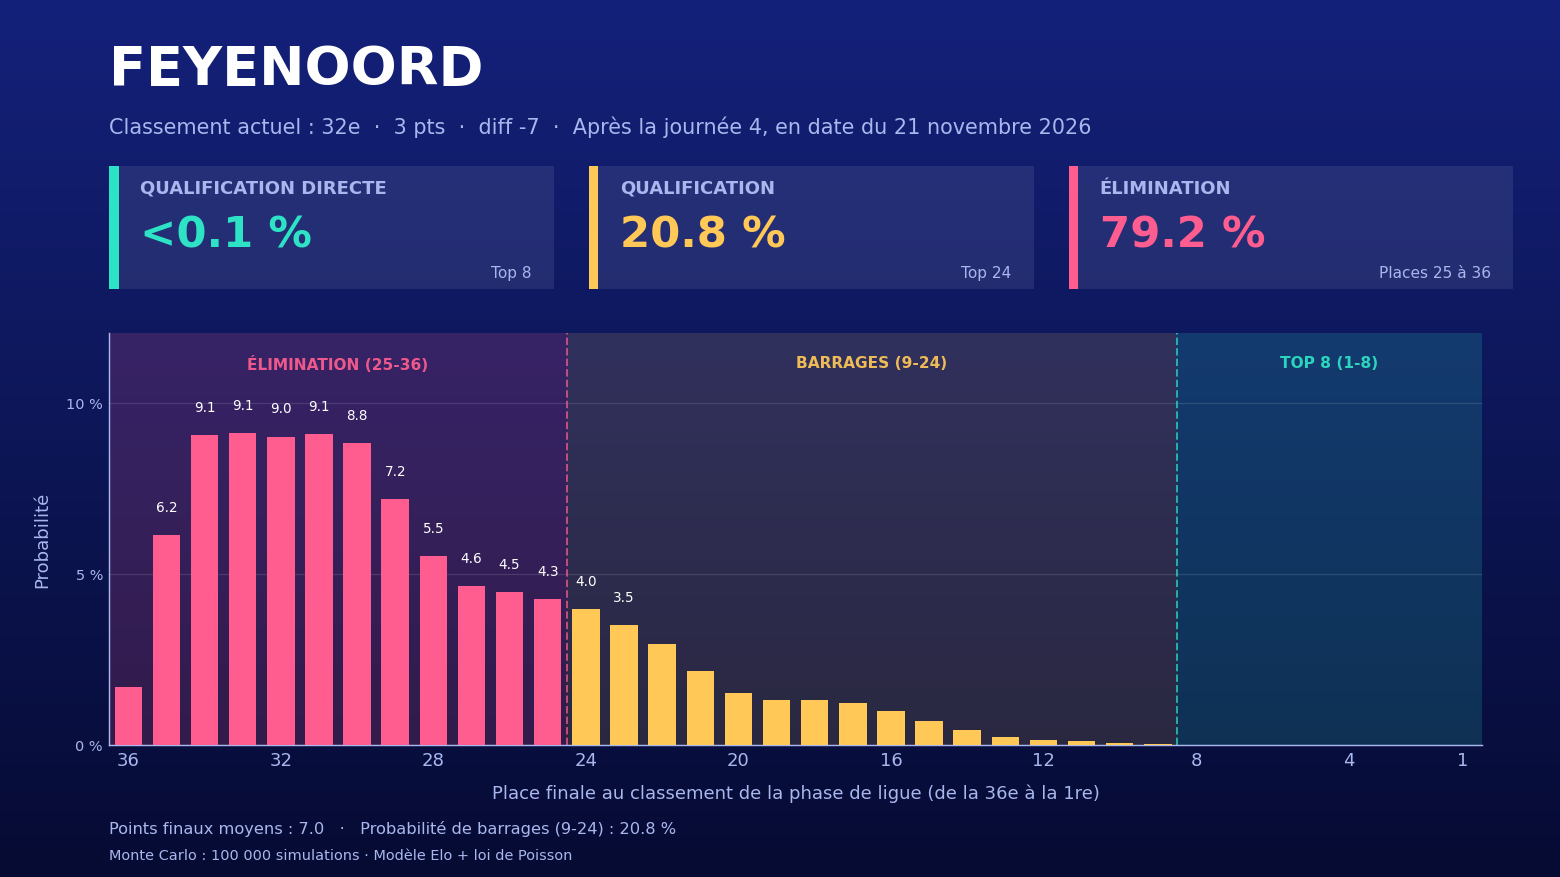 FEYENOORD
Classement actuel : 32e · 3 pts · diff -7 · Après la journée 4, en date du 21 novembre 2026
QUALIFICATION DIRECTE
<0.1 %
Top 8
QUALIFICATION
20.8 %
Top 24
ÉLIMINATION
79.2 %
Places 25 à 36
ÉLIMINATION (25-36)
BARRAGES (9-24)
TOP 8 (1-8)
Probabilité
10 %
5 %
0 %
6.2
9.1
9.1
9.0
9.1
8.8
7.2
5.5
4.6
4.5
4.3
4.0
3.5
36 32 28 24 20 16 12 8 4 1
Place finale au classement de la phase de ligue (de la 36e à la 1re)
Points finaux moyens : 7.0 · Probabilité de barrages (9-24) : 20.8 %
Monte Carlo : 100 000 simulations · Modèle Elo + loi de Poisson